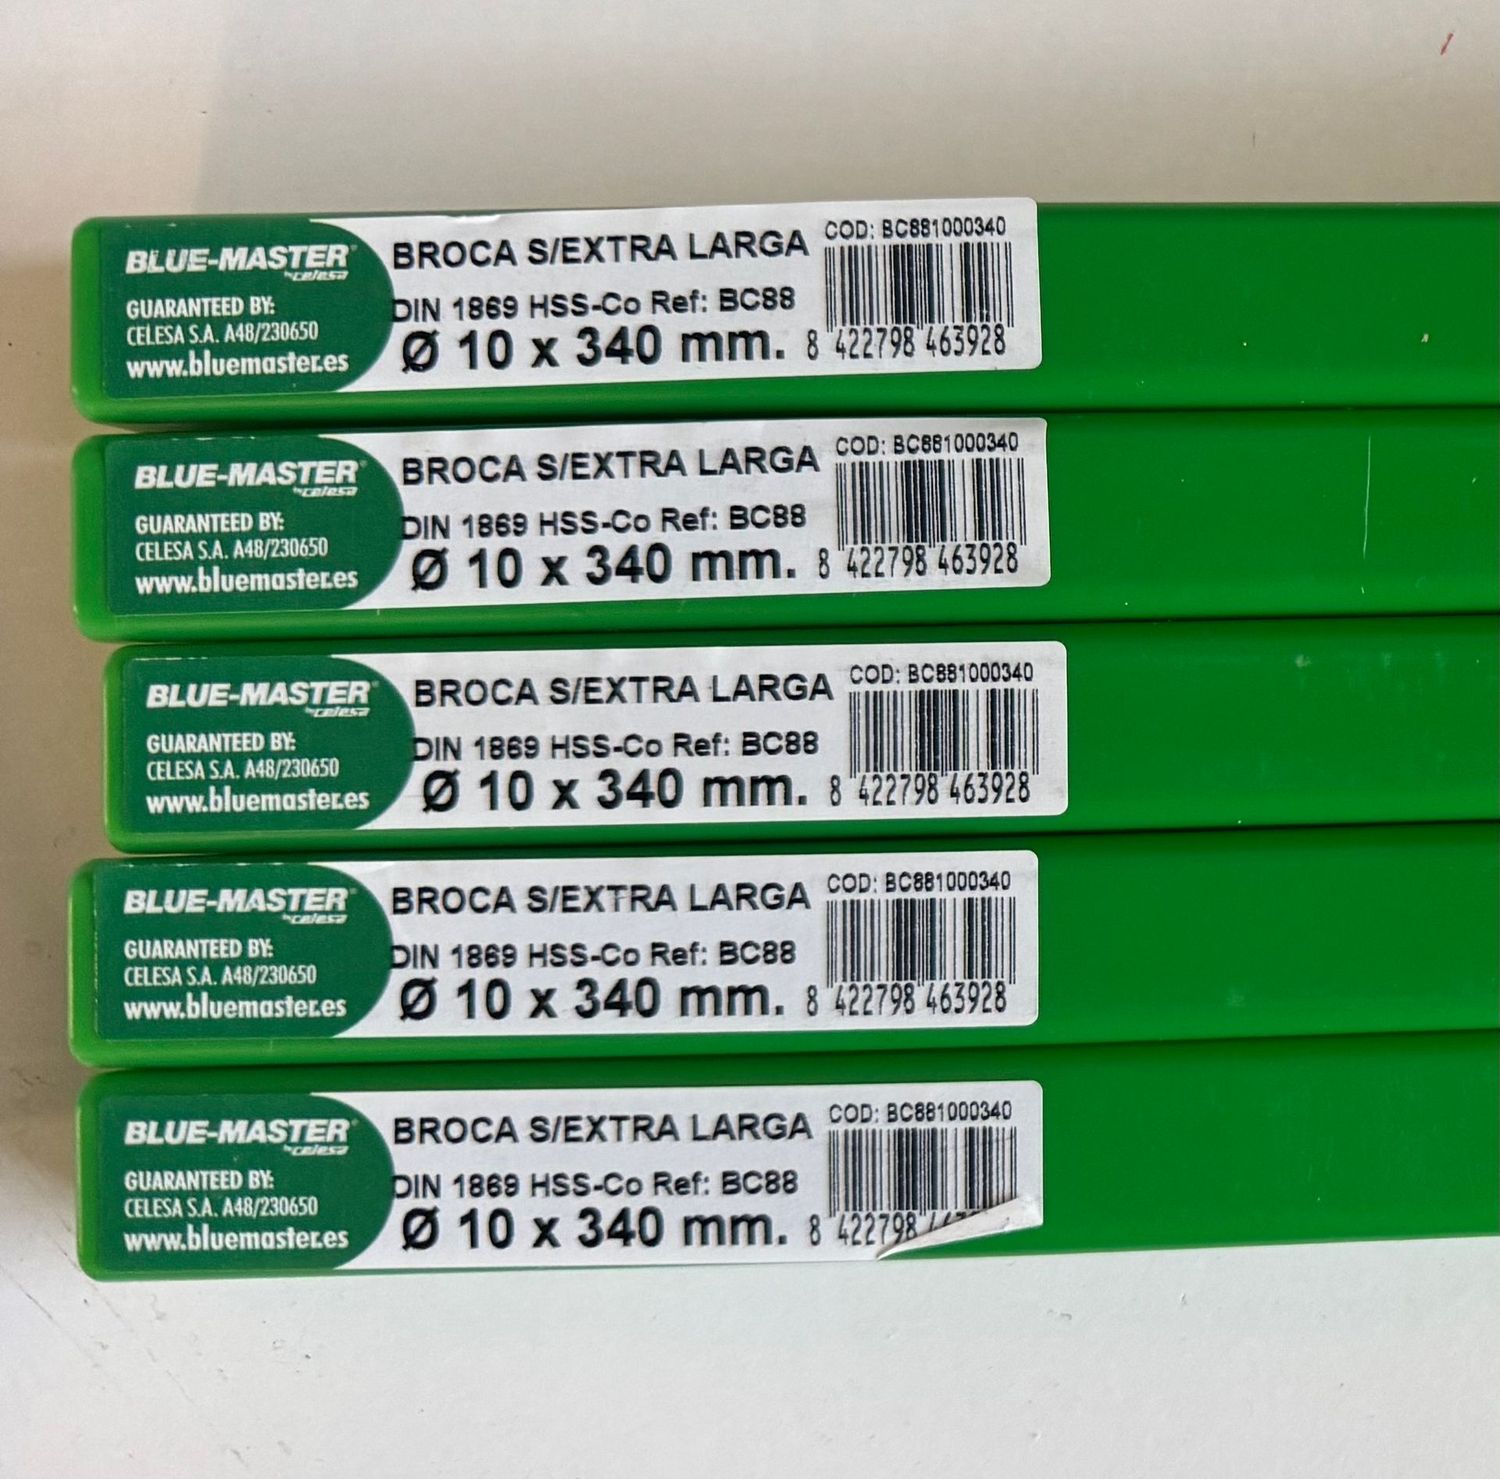 BLUE-MASTER®
by celesa
GUARANTEED BY:
CELESA S.A. A48/230650
www.bluemaster.es
BROCA S/EXTRA LARGA
DIN 1869 HSS-Co Ref: BC88
Ø 10 x 340 mm.
COD: BC881000340
8 422798 463928
BLUE-MASTER®
by celesa
GUARANTEED BY:
CELESA S.A. A48/230650
www.bluemaster.es
BROCA S/EXTRA LARGA
DIN 1869 HSS-Co Ref: BC88
Ø 10 x 340 mm.
COD: BC881000340
8 422798 463928
BLUE-MASTER®
by celesa
GUARANTEED BY:
CELESA S.A. A48/230650
www.bluemaster.es
BROCA S/EXTRA LARGA
DIN 1869 HSS-Co Ref: BC88
Ø 10 x 340 mm.
COD: BC881000340
8 422798 463928
BLUE-MASTER®
by celesa
GUARANTEED BY:
CELESA S.A. A48/230650
www.bluemaster.es
BROCA S/EXTRA LARGA
DIN 1869 HSS-Co Ref: BC88
Ø 10 x 340 mm.
COD: BC881000340
8 422798 463928
BLUE-MASTER®
by celesa
GUARANTEED BY:
CELESA S.A. A48/230650
www.bluemaster.es
BROCA S/EXTRA LARGA
DIN 1869 HSS-Co Ref: BC88
Ø 10 x 340 mm.
COD: BC881000340
8 422798